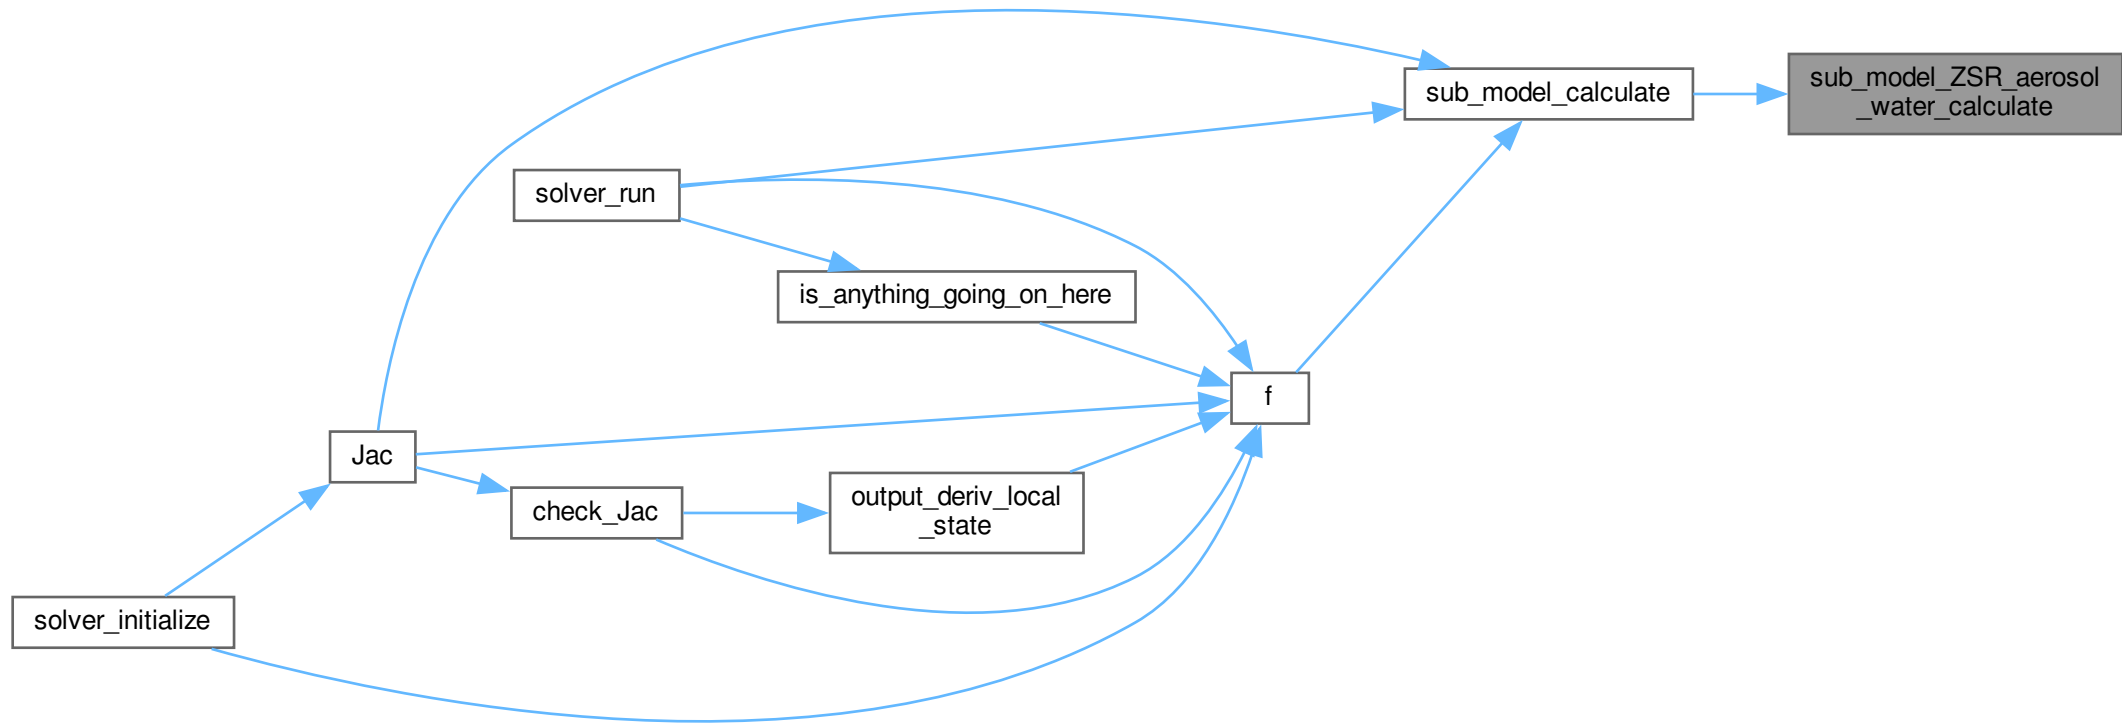 sub_model_ZSR_aerosol
_water_calculate
sub_model_calculate
solver_run
is_anything_going_on_here
f
Jac
output_deriv_local
_state
check_Jac
solver_initialize